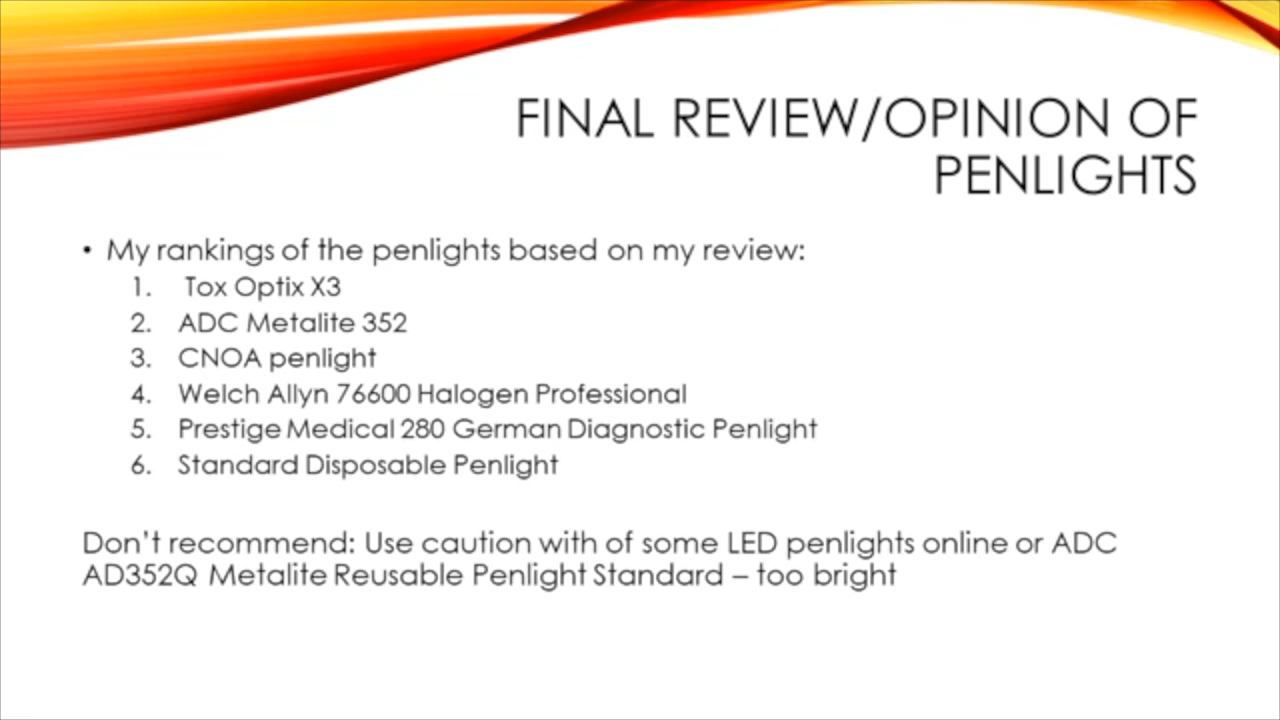 FINAL REVIEW/OPINION OF
PENLIGHTS
• My rankings of the penlights based on my review:
1. Tox Optix X3
2. ADC Metalite 352
3. CNOA penlight
4. Welch Allyn 76600 Halogen Professional
5. Prestige Medical 280 German Diagnostic Penlight
6. Standard Disposable Penlight
Don't recommend: Use caution with of some LED penlights online or ADC
AD352Q Metalite Reusable Penlight Standard – too bright